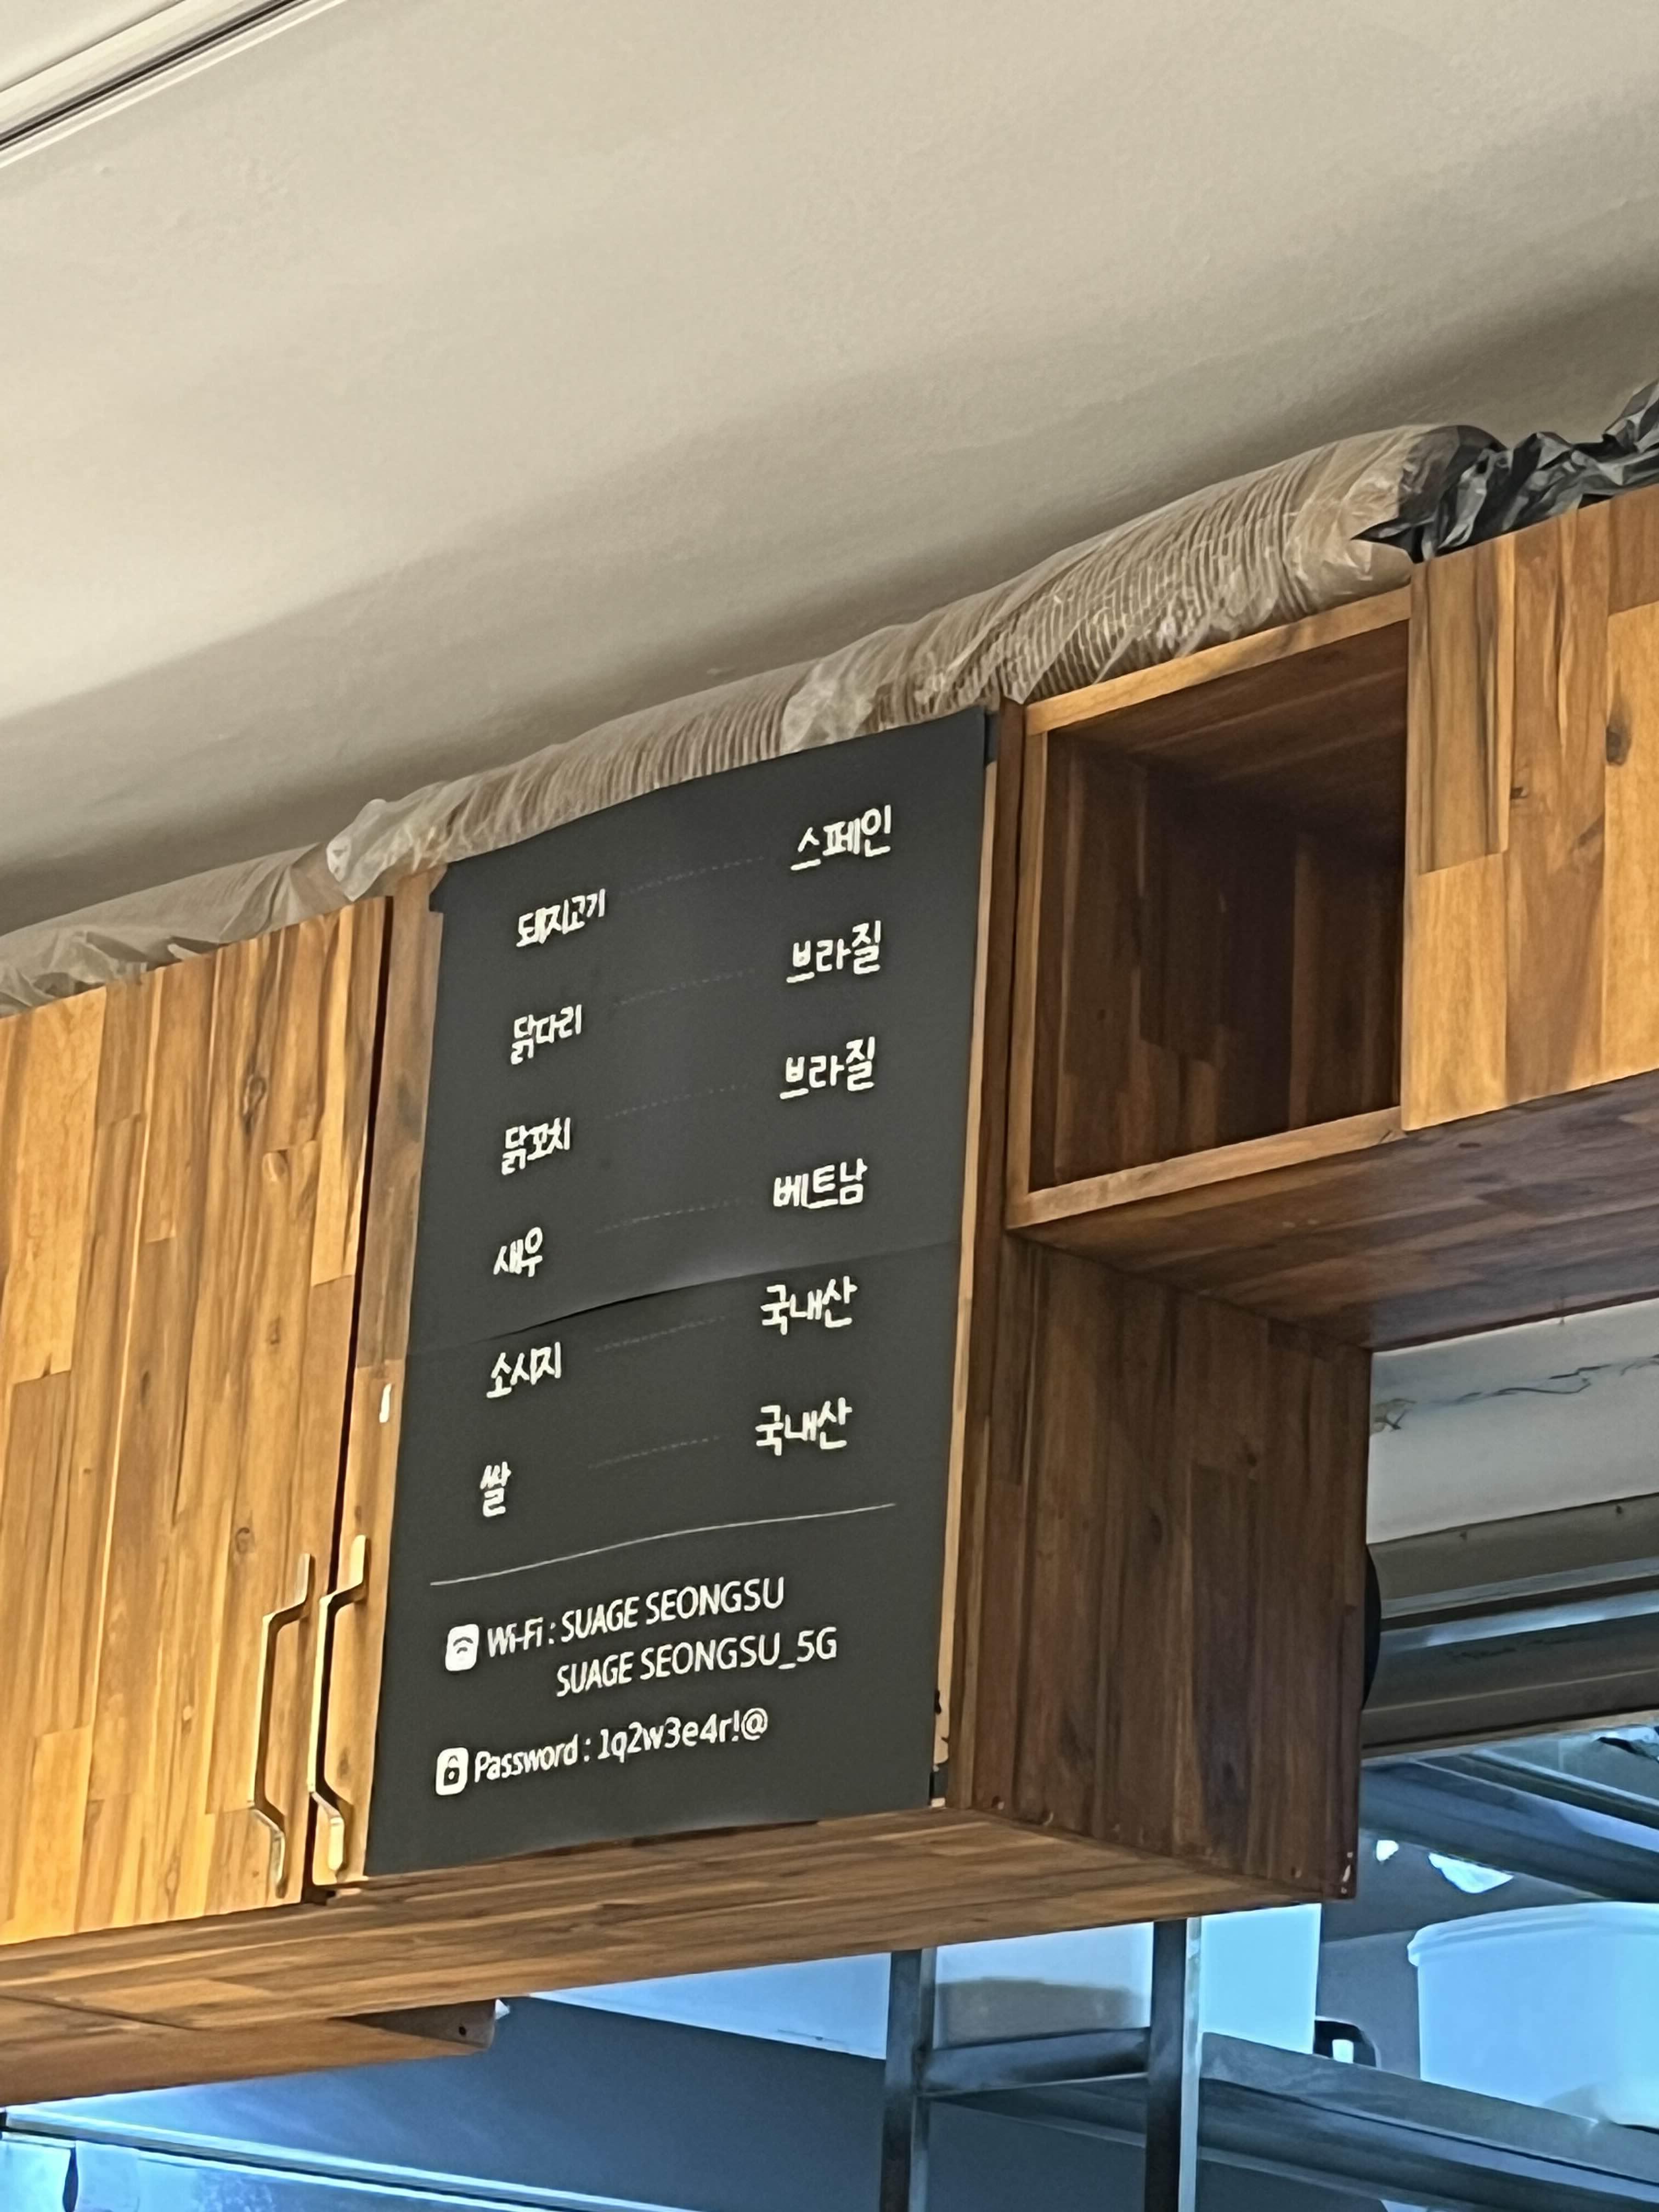 돼지고기 스페인
닭다리 브라질
닭꼬치 브라질
새우 베트남
소시지 국내산
쌀 국내산
Wi-Fi : SUAGE SEONGSU
SUAGE SEONGSU_5G
Password : 1q2w3e4r!@